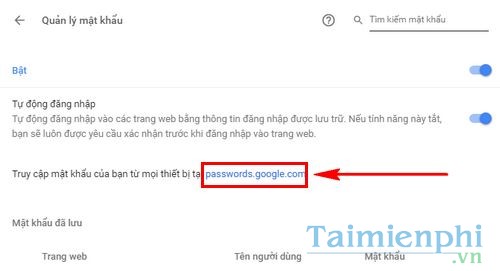 Quản lý mật khẩu
Tìm kiếm mật khẩu
Bật
Tự động đăng nhập
Tự động đăng nhập vào các trang web bằng thông tin đăng nhập được lưu trữ. Nếu tính năng này tắt,
bạn sẽ luôn được yêu cầu xác nhận trước khi đăng nhập vào trang web.
Truy cập mật khẩu của bạn từ mọi thiết bị tạ passwords.google.com
Mật khẩu đã lưu
Trang web Tên người dùng Mật khẩu
Taimienphi
.vn